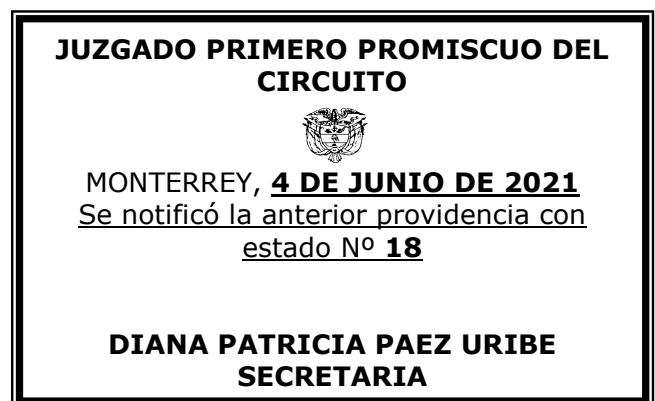 JUZGADO PRIMERO PROMISCUO DEL
CIRCUITO
MONTERREY, 4 DE JUNIO DE 2021
Se notificó la anterior providencia con
estado Nº 18
DIANA PATRICIA PAEZ URIBE
SECRETARIA